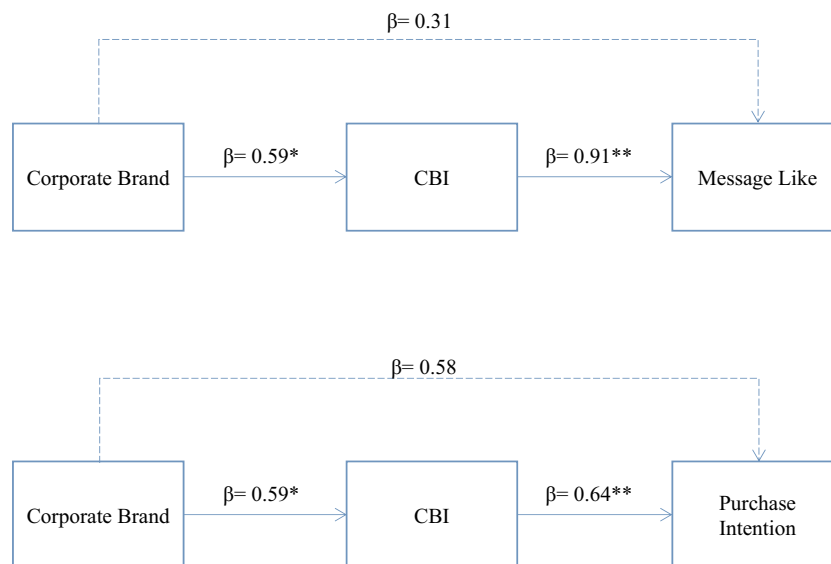 β= 0.31
β= 0.59*
β= 0.91**
Corporate Brand
CBI
Message Like
β= 0.58
β= 0.59*
β= 0.64**
Corporate Brand
CBI
Purchase
Intention